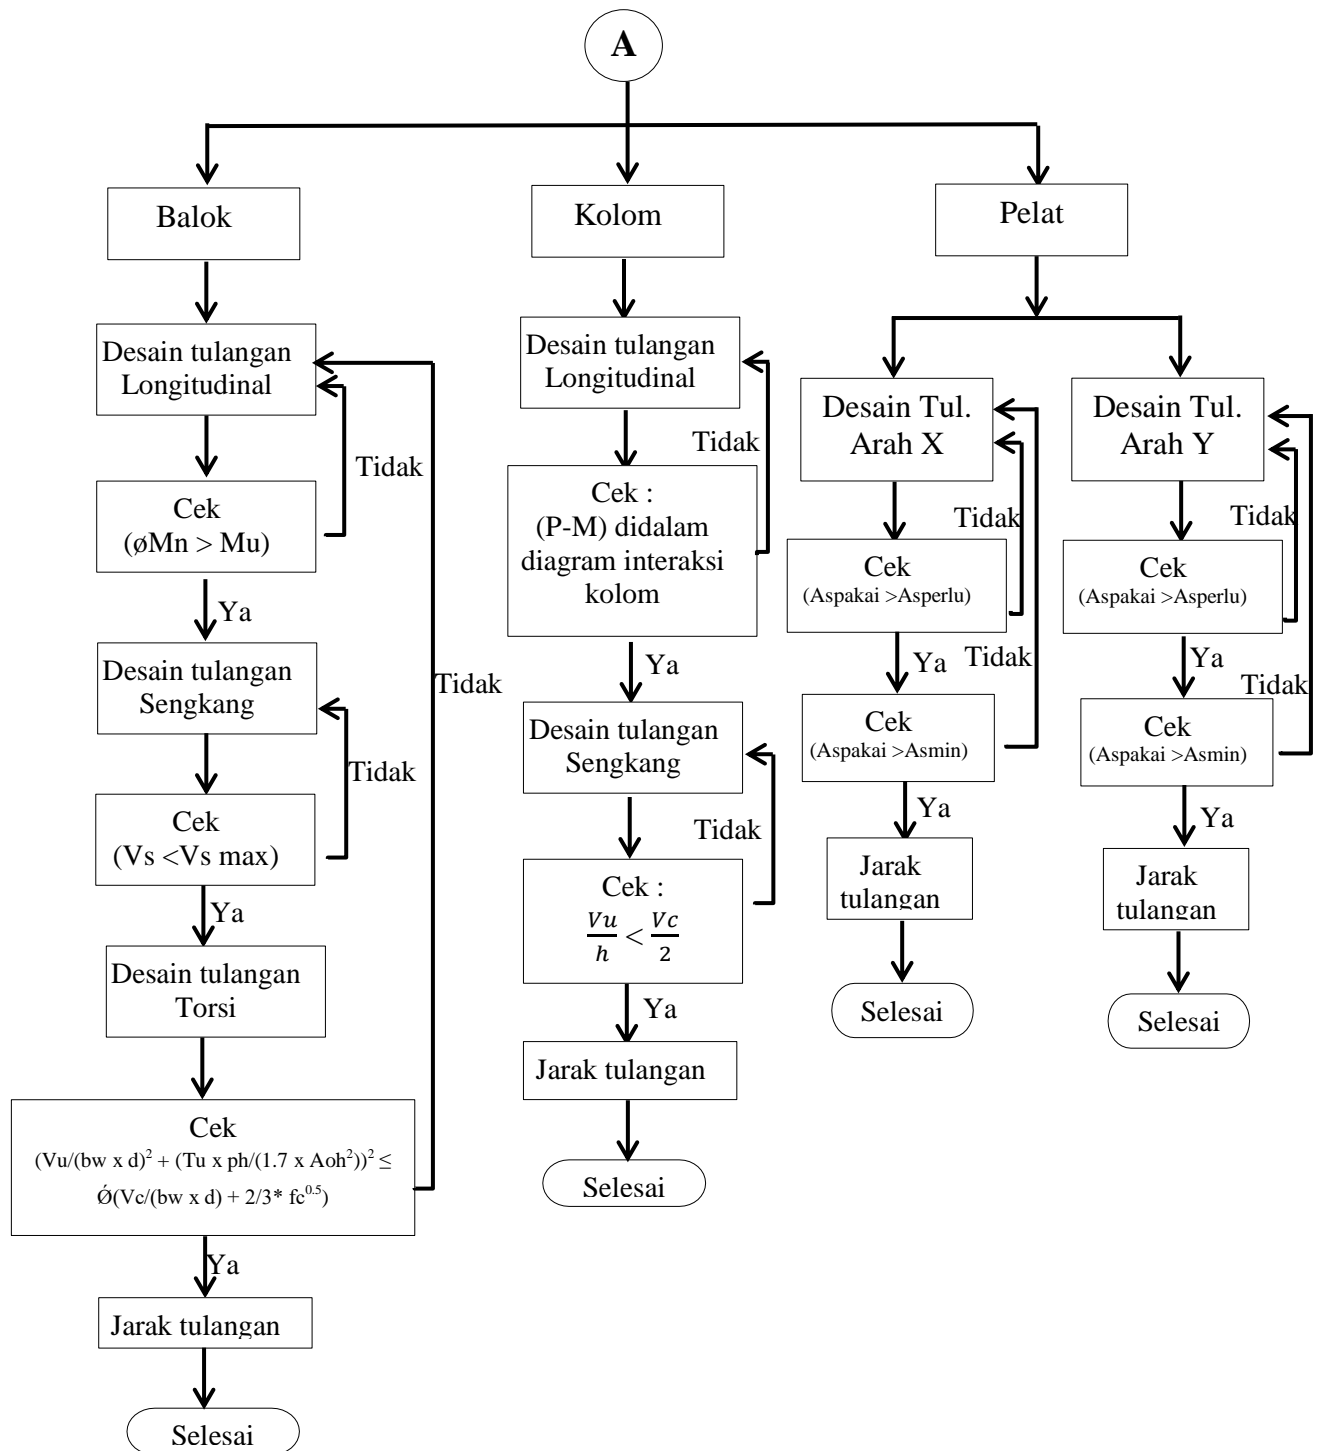 A
Balok
Desain tulangan
Longitudinal
Tidak
Cek
(øMn > Mu)
Ya
Desain tulangan
Sengkang
Tidak
Tidak
Cek
(Vs <Vs max)
Ya
Desain tulangan
Torsi
Cek
(Vu/(bw x d)² + (Tu x ph/(1.7 x Aoh²))² ≤
Ǿ(Vc/(bw x d) + 2/3* fc^0.5)
Ya
Jarak tulangan
Selesai
Kolom
Desain tulangan
Longitudinal
Tidak
Cek :
(P-M) didalam
diagram interaksi
kolom
Ya
Desain tulangan
Sengkang
Tidak
Cek :
Vu/h < Vc/2
Ya
Jarak tulangan
Selesai
Pelat
Desain Tul.
Arah X
Tidak
Cek
(Aspakai >Asperlu)
Ya
Tidak
Cek
(Aspakai >Asmin)
Ya
Jarak
tulangan
Selesai
Desain Tul.
Arah Y
Tidak
Cek
(Aspakai >Asperlu)
Ya
Tidak
Cek
(Aspakai >Asmin)
Ya
Jarak
tulangan
Selesai